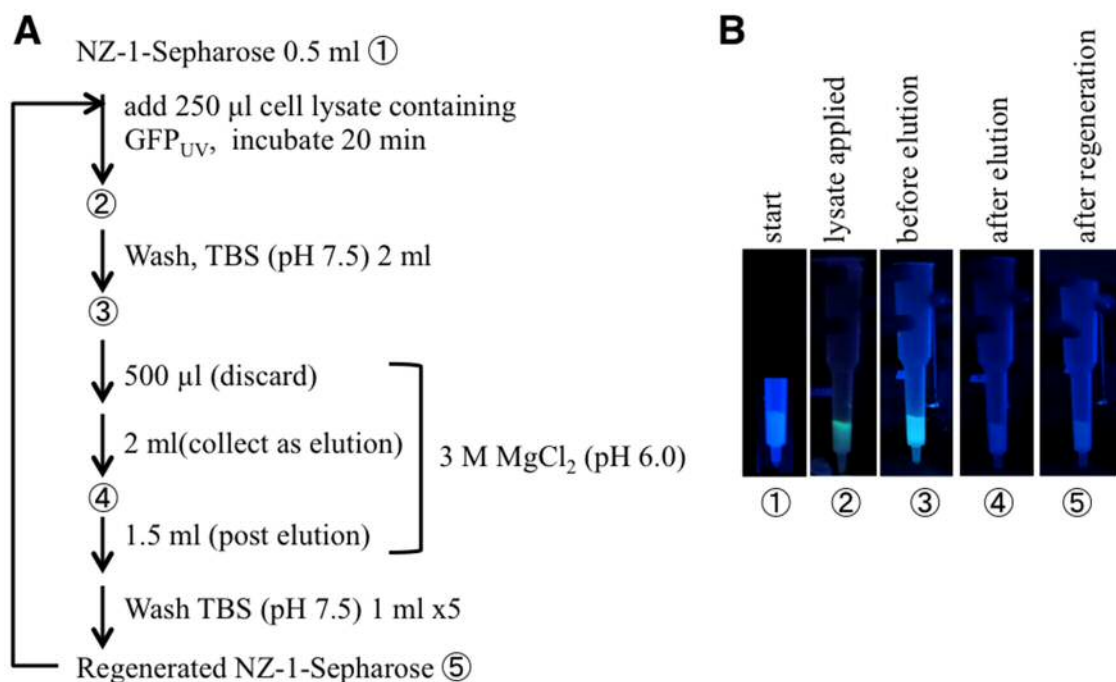 A
NZ-1-Sepharose 0.5 ml ①
add 250 µl cell lysate containing
GFPUV, incubate 20 min
②
Wash, TBS (pH 7.5) 2 ml
③
500 µl (discard)
2 ml(collect as elution)
3 M MgCl2 (pH 6.0)
④
1.5 ml (post elution)
Wash TBS (pH 7.5) 1 ml x5
Regenerated NZ-1-Sepharose ⑤
B
start
lysate applied
before elution
after elution
after regeneration
① ② ③ ④ ⑤